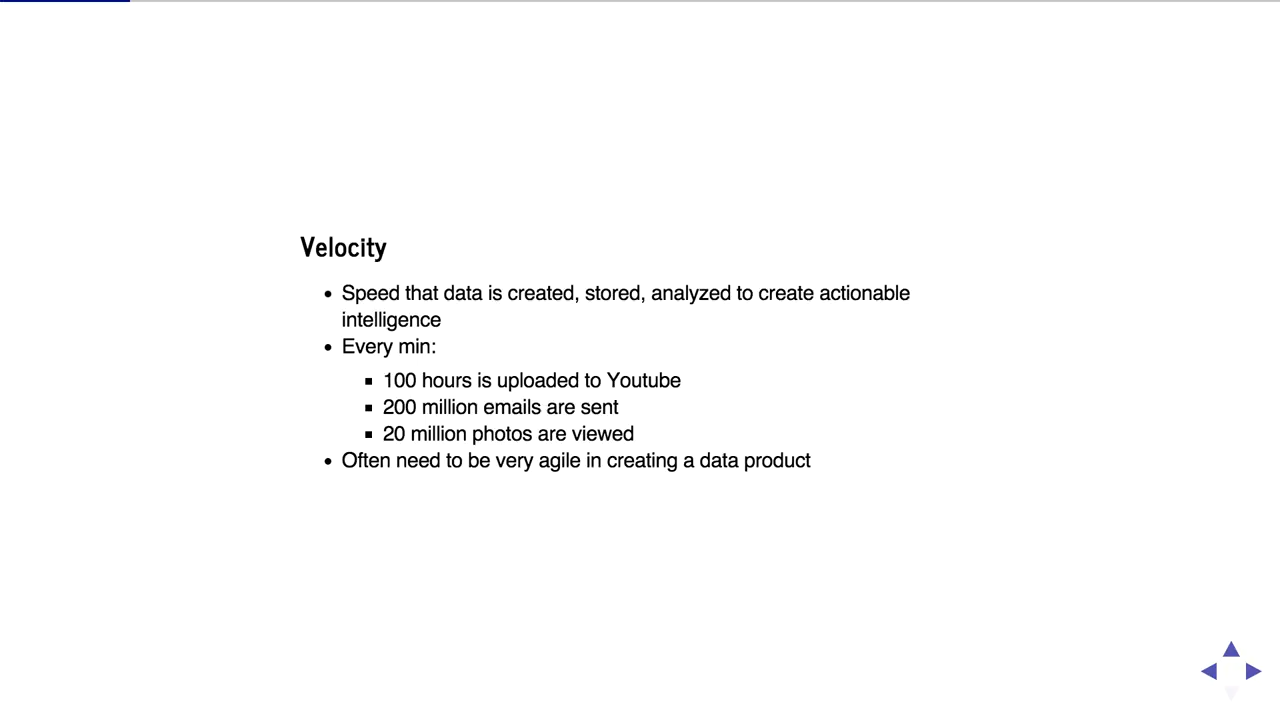 Velocity
• Speed that data is created, stored, analyzed to create actionable
intelligence
• Every min:
▪ 100 hours is uploaded to Youtube
▪ 200 million emails are sent
▪ 20 million photos are viewed
• Often need to be very agile in creating a data product